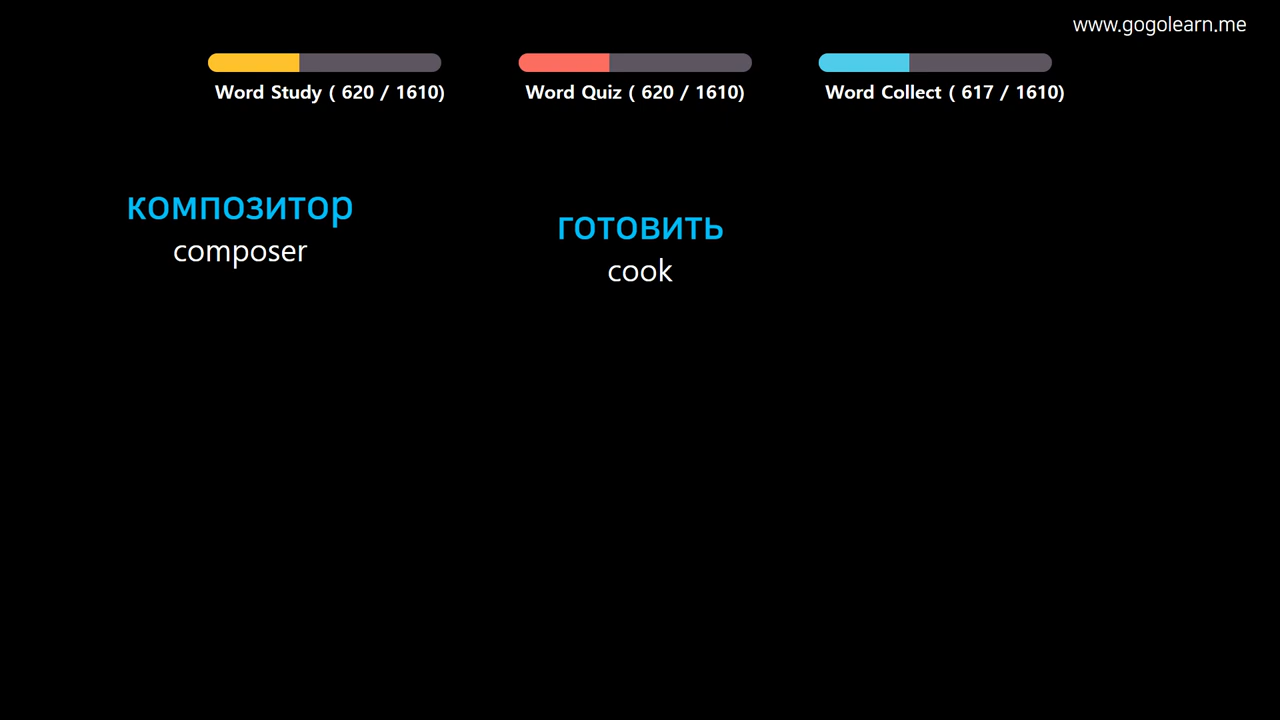 www.gogolearn.me
Word Study ( 620 / 1610)
Word Quiz ( 620 / 1610)
Word Collect ( 617 / 1610)
композитор
composer
готовить
cook